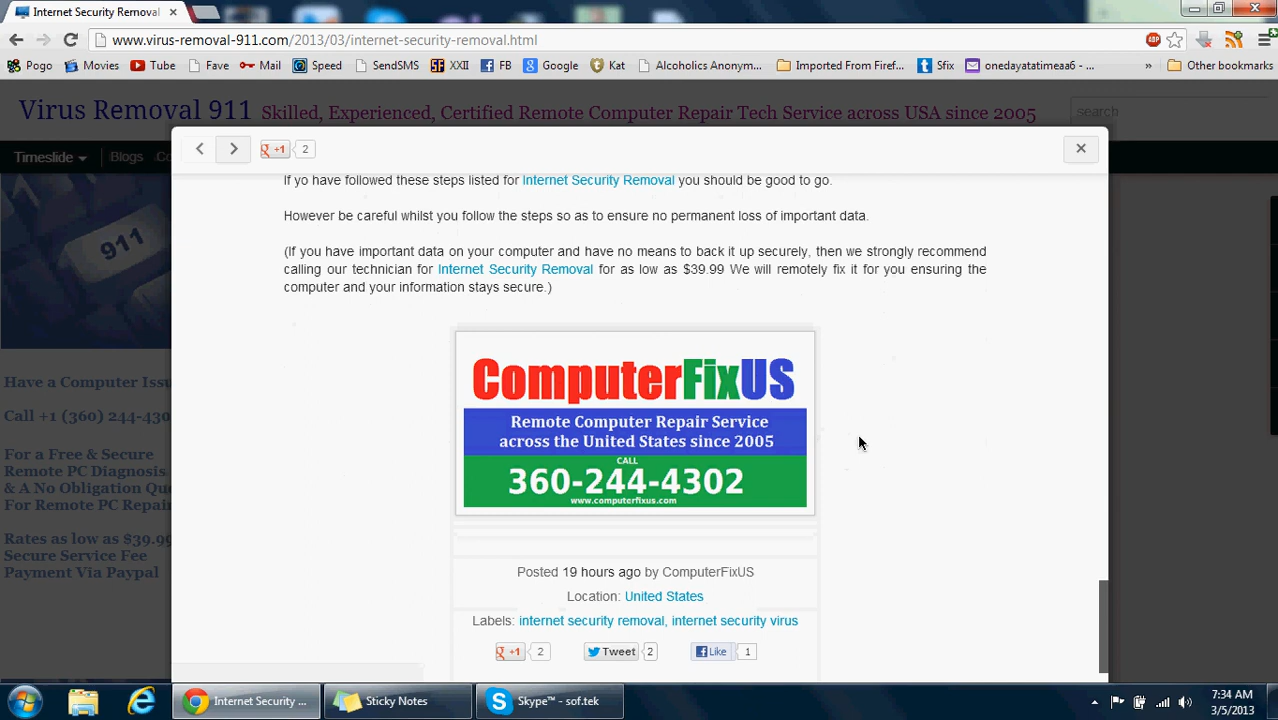 Internet Security Removal
www.virus-removal-911.com/2013/03/internet-security-removal.html
ABP
Pogo Movies Tube Fave Mail Speed SendSMS SF XXII FB Google Kat Alcoholics Anonym... Imported From Firef... Sfix onedayatatimeaa6 - ... » Other bookmarks
Virus Removal 911 Skilled, Experienced, Certified Remote Computer Repair Tech Service across USA since 2005
search
Timeslide Blogs
+1 2
911
If yo have followed these steps listed for Internet Security Removal you should be good to go.
However be careful whilst you follow the steps so as to ensure no permanent loss of important data.
(If you have important data on your computer and have no means to back it up securely, then we strongly recommend
calling our technician for Internet Security Removal for as low as $39.99 We will remotely fix it for you ensuring the
computer and your information stays secure.)
Have a Computer Issu
Call +1 (360) 244-430
For a Free & Secure
Remote PC Diagnosis
& A No Obligation Quo
For Remote PC Repair
Rates as low as $39.99
Secure Service Fee
Payment Via Paypal
ComputerFixUS
Remote Computer Repair Service
across the United States since 2005
CALL
360-244-4302
www.computerfixus.com
Posted 19 hours ago by ComputerFixUS
Location: United States
Labels: internet security removal, internet security virus
+1 2 Tweet 2 Like 1
Internet Security ... Sticky Notes Skype™ - sof.tek
7:34 AM
3/5/2013